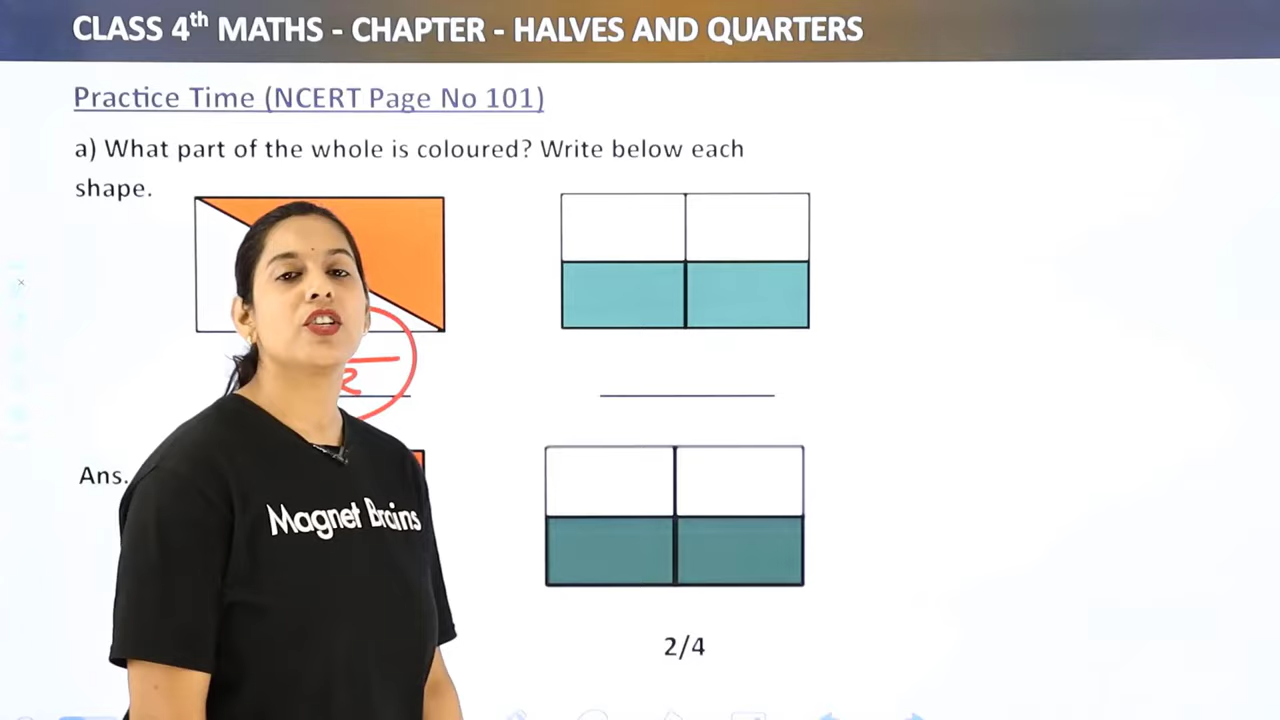 CLASS 4th MATHS - CHAPTER - HALVES AND QUARTERS
Practice Time (NCERT Page No 101)
a) What part of the whole is coloured? Write below each
shape.
2
Ans.
Magnet Brains
2/4